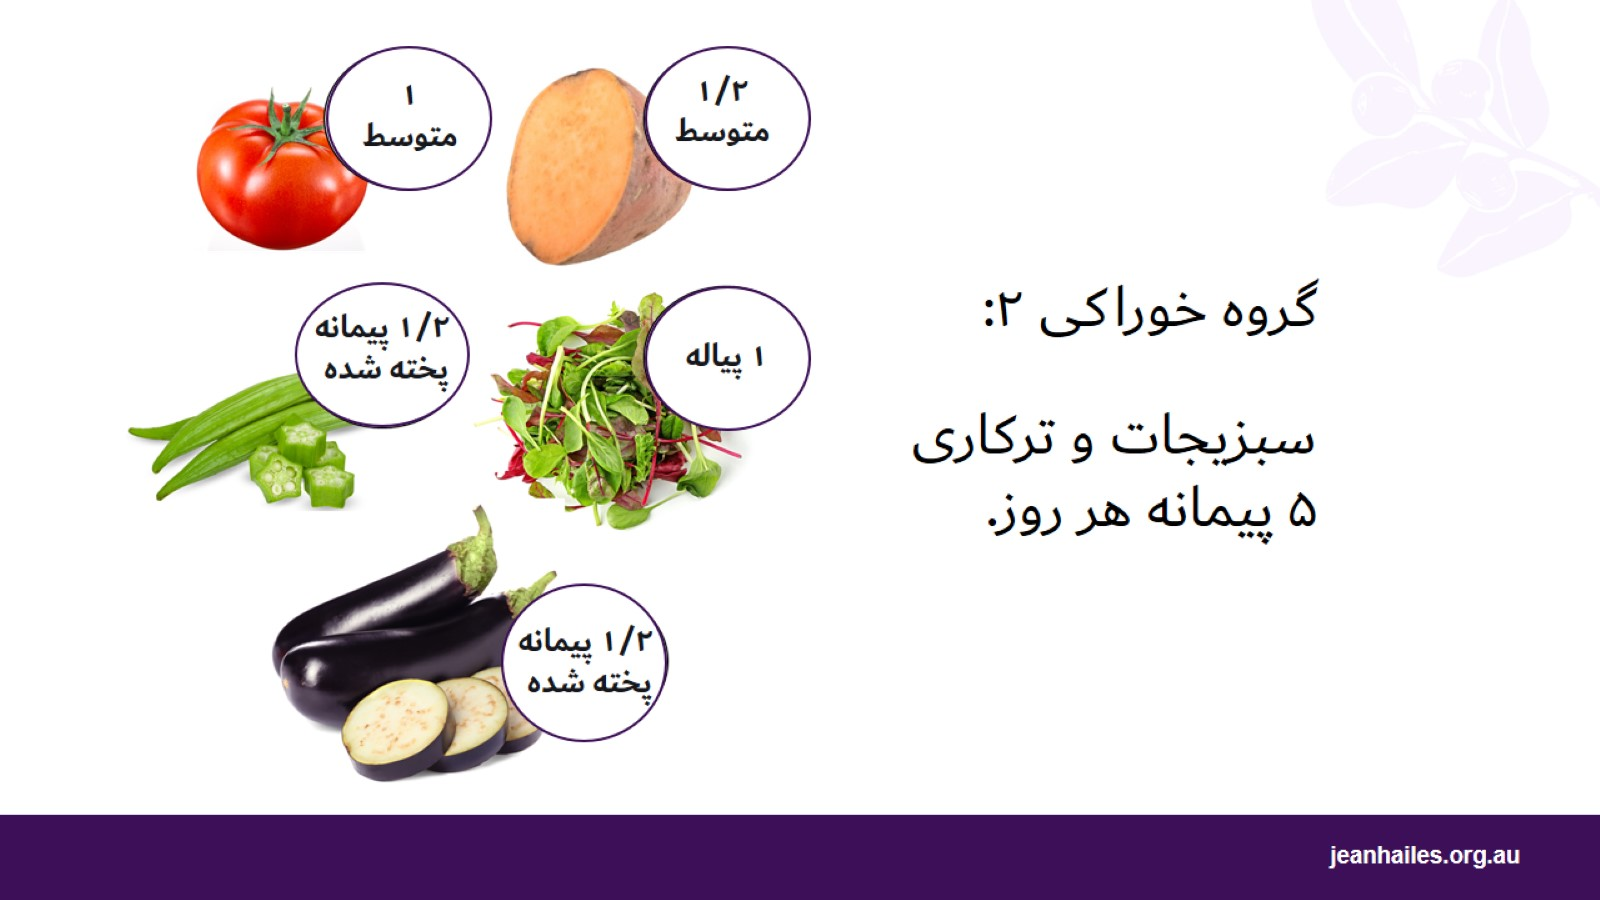 ۱
متوسط
۱/۲
متوسط
۱/۲ پیمانه
پخته شده
۱ پیاله
۱/۲ پیمانه
پخته شده
گروه خوراکی ۲:
سبزیجات و ترکاری
۵ پیمانه هر روز.
jeanhailes.org.au